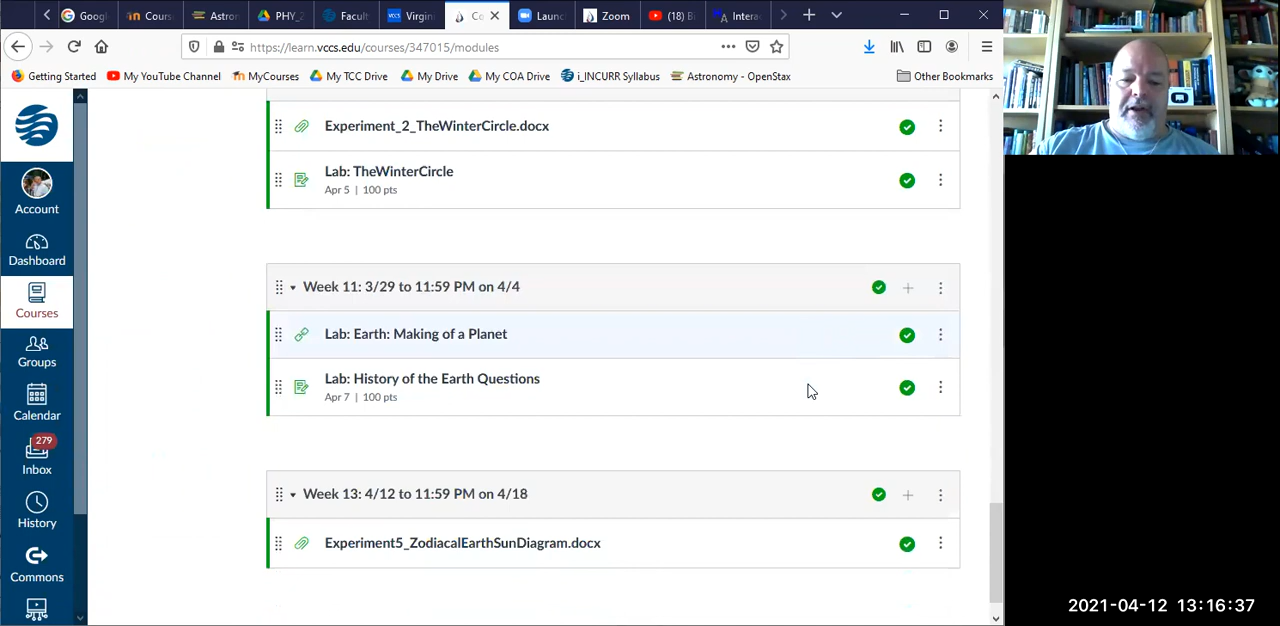 Goog
Cours
Astron
PHY_
Facult
VCCS
Virgin
Co
Launc
Zoom
(18) B
Intera
https://learn.vccs.edu/courses/347015/modules
Getting Started
My YouTube Channel
MyCourses
My TCC Drive
My Drive
My COA Drive
i_INCURR Syllabus
Astronomy - OpenStax
Other Bookmarks
Account
Dashboard
Courses
Groups
Calendar
279
Inbox
History
Commons
Experiment_2_TheWinterCircle.docx
Lab: TheWinterCircle
Apr 5 | 100 pts
Week 11: 3/29 to 11:59 PM on 4/4
Lab: Earth: Making of a Planet
Lab: History of the Earth Questions
Apr 7 | 100 pts
Week 13: 4/12 to 11:59 PM on 4/18
Experiment5_ZodiacalEarthSunDiagram.docx
2021-04-12 13:16:37